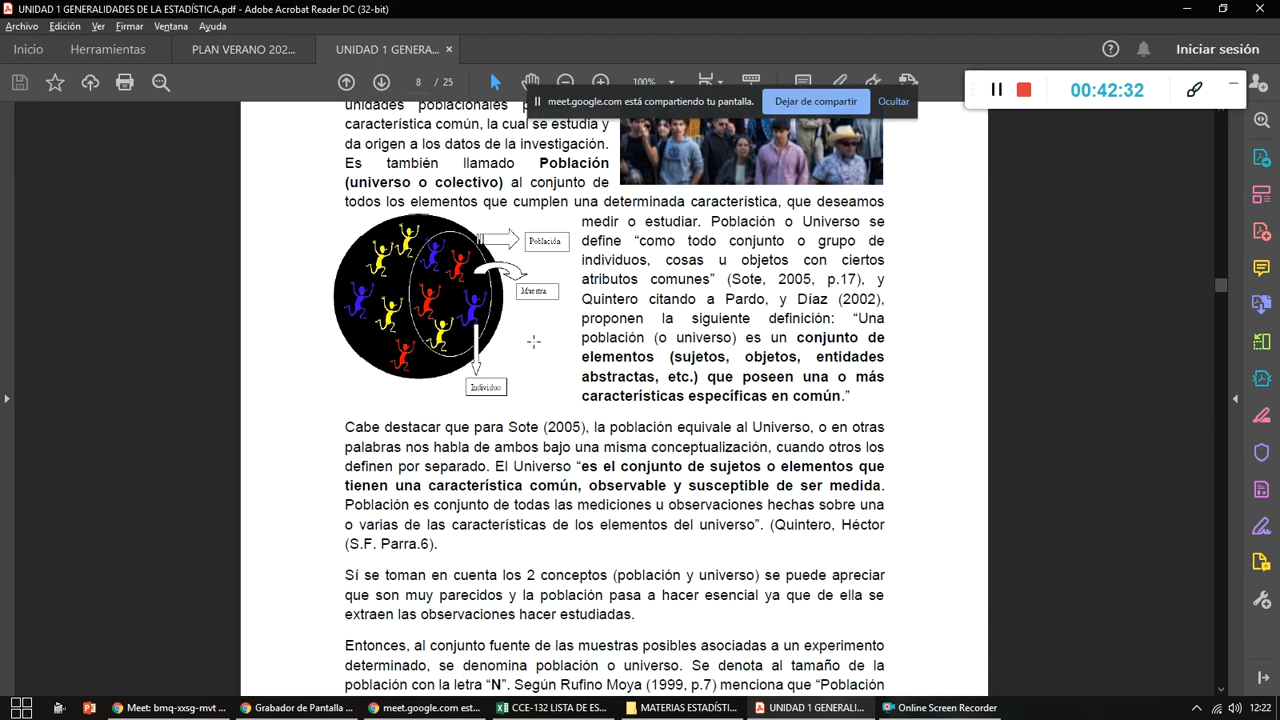 UNIDAD 1 GENERALIDADES DE LA ESTADÍSTICA.pdf - Adobe Acrobat Reader DC (32-bit)
Archivo Edición Ver Firmar Ventana Ayuda
Inicio Herramientas PLAN VERANO 202... UNIDAD 1 GENERA... × Iniciar sesión
8 / 25 100%
meet.google.com está compartiendo tu pantalla. Dejar de compartir Ocultar
00:42:32
unidades poblacionales
característica común, la cual se estudia y
da origen a los datos de la investigación.
Es también llamado Población
(universo o colectivo) al conjunto de
todos los elementos que cumplen una determinada característica, que deseamos
medir o estudiar. Población o Universo se
define “como todo conjunto o grupo de
individuos, cosas u objetos con ciertos
atributos comunes” (Sote, 2005, p.17), y
Quintero citando a Pardo, y Díaz (2002),
proponen la siguiente definición: “Una
población (o universo) es un conjunto de
elementos (sujetos, objetos, entidades
abstractas, etc.) que poseen una o más
características específicas en común.”
Población
Muestra
Individuo
Cabe destacar que para Sote (2005), la población equivale al Universo, o en otras
palabras nos habla de ambos bajo una misma conceptualización, cuando otros los
definen por separado. El Universo “es el conjunto de sujetos o elementos que
tienen una característica común, observable y susceptible de ser medida.
Población es conjunto de todas las mediciones u observaciones hechas sobre una
o varias de las características de los elementos del universo”. (Quintero, Héctor
(S.F. Parra.6).
Sí se toman en cuenta los 2 conceptos (población y universo) se puede apreciar
que son muy parecidos y la población pasa a hacer esencial ya que de ella se
extraen las observaciones hacer estudiadas.
Entonces, al conjunto fuente de las muestras posibles asociadas a un experimento
determinado, se denomina población o universo. Se denota al tamaño de la
población con la letra “N”. Según Rufino Moya (1999, p.7) menciona que “Población
Meet: bmq-xxsg-mvt ... Grabador de Pantalla ... meet.google.com est... CCE-132 LISTA DE ES... MATERIAS ESTADÍSTI... UNIDAD 1 GENERALI... Online Screen Recorder 12:22